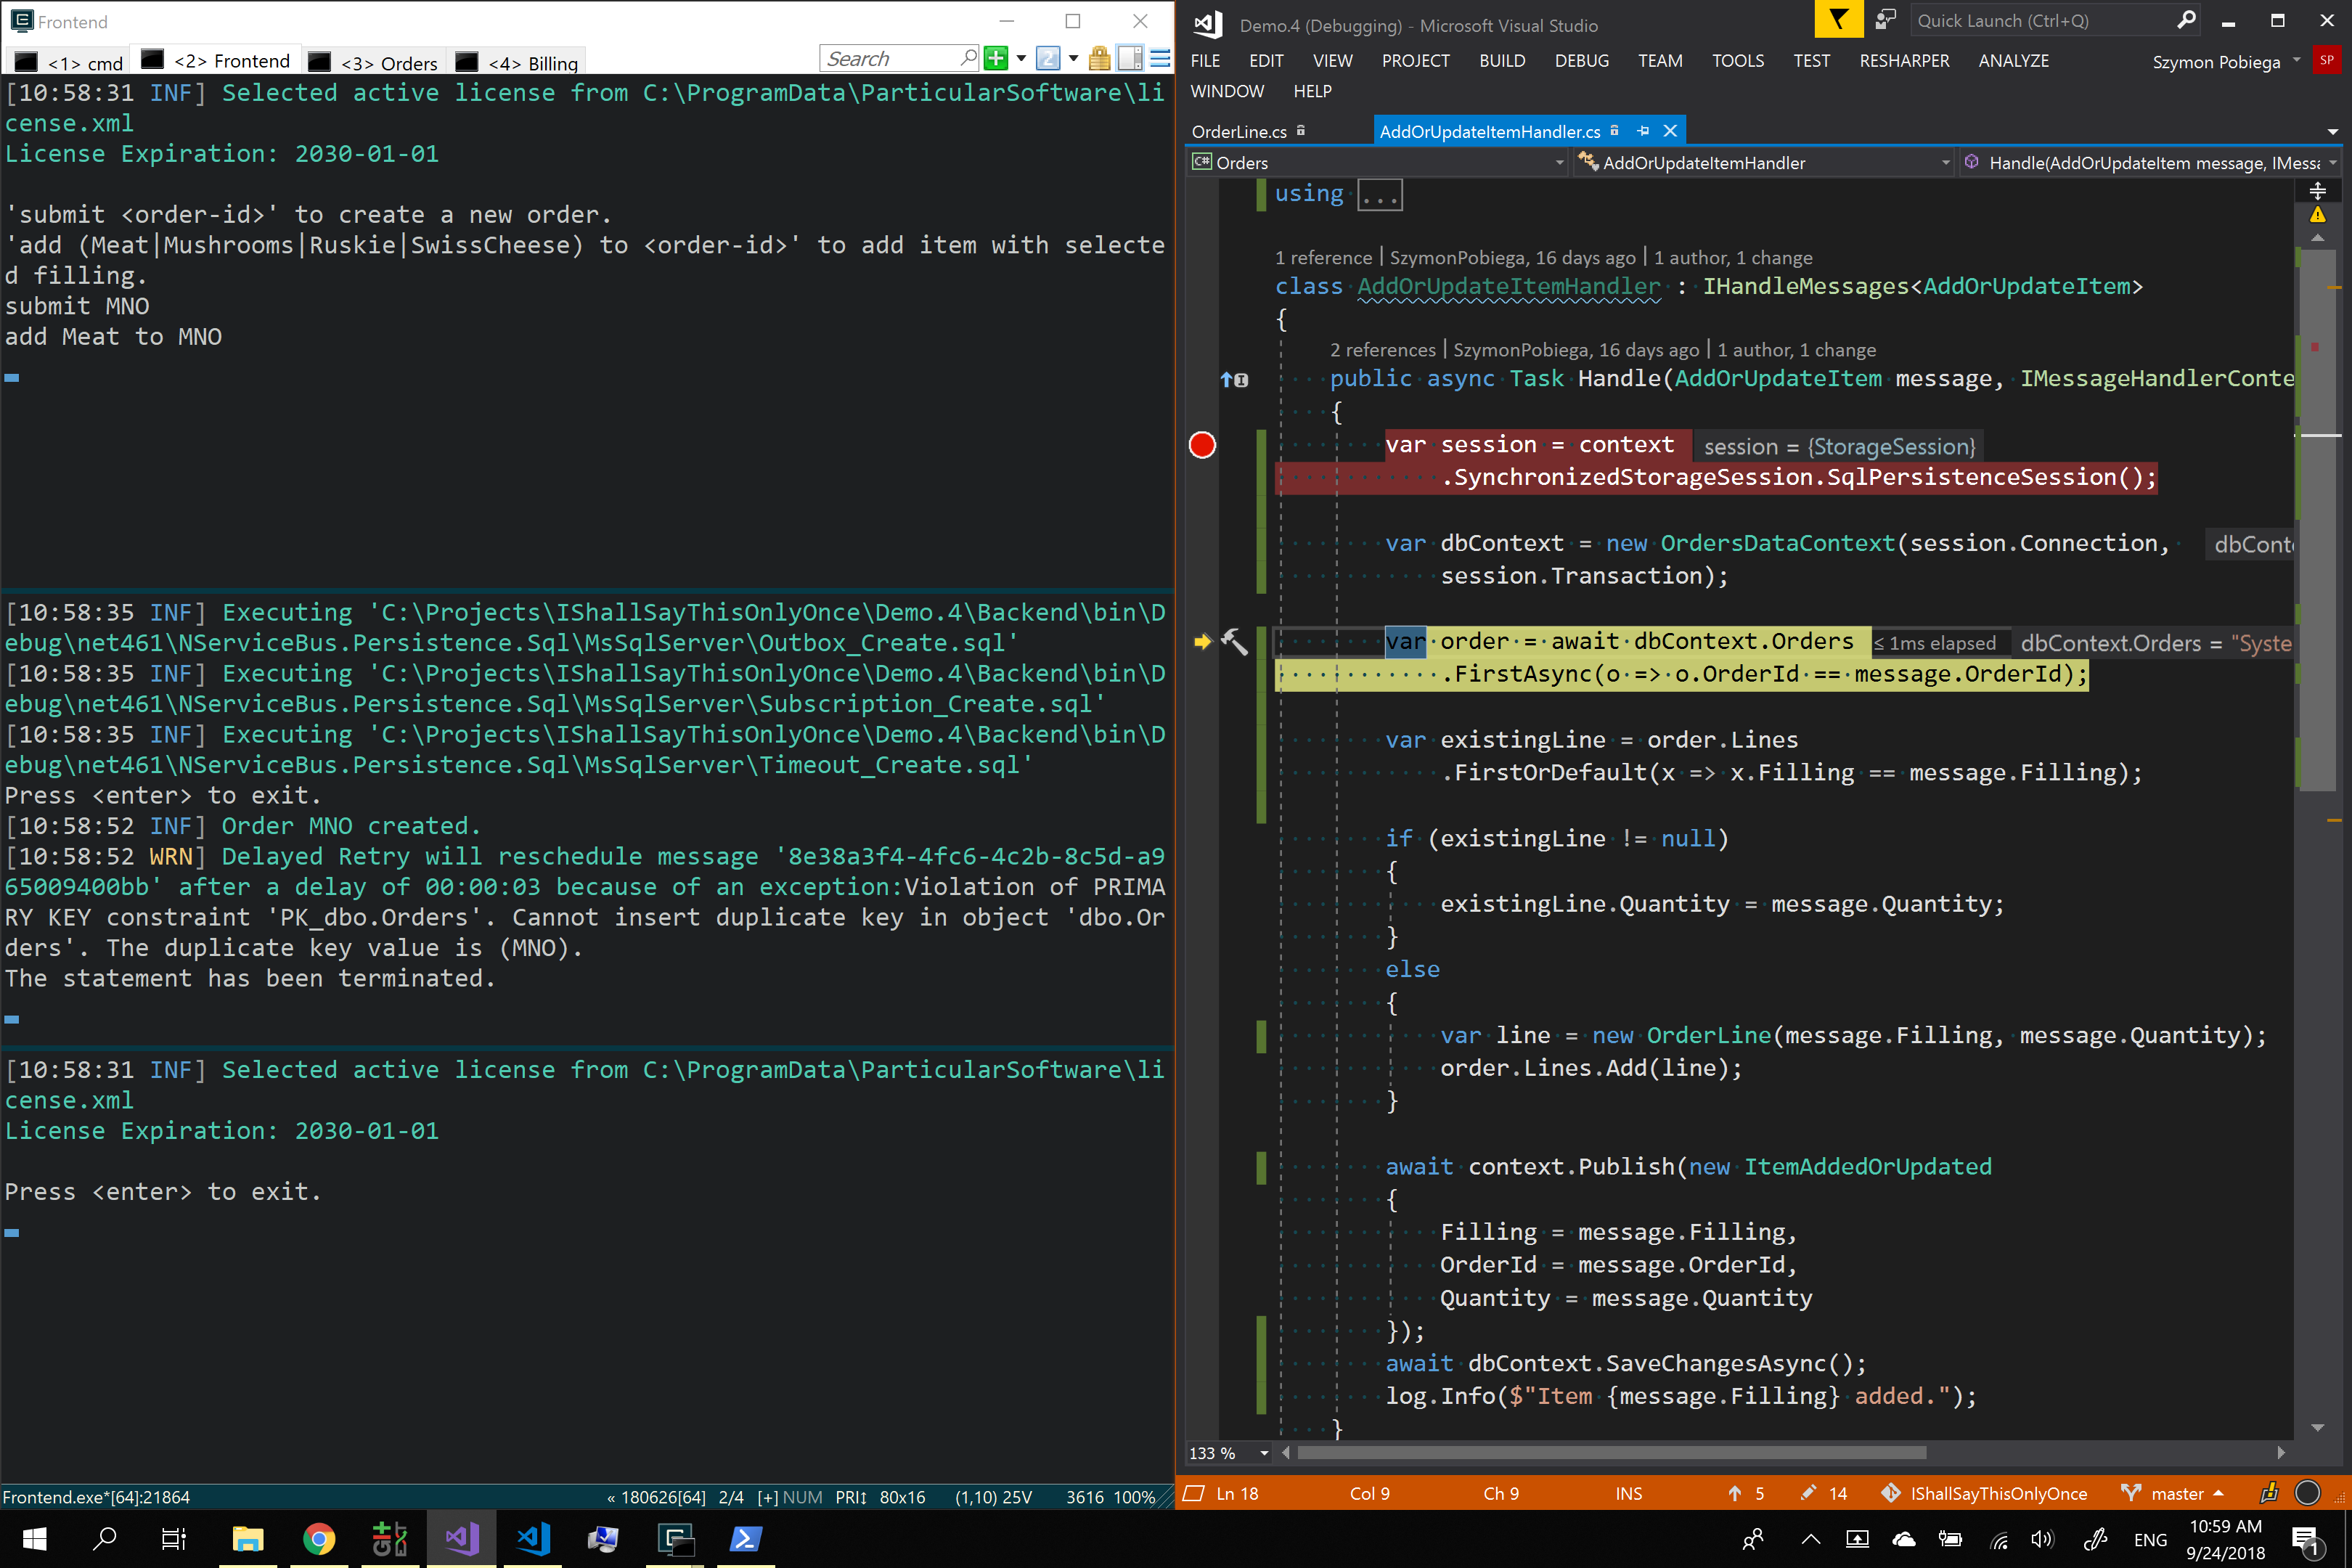 Frontend
<1> cmd
<2> Frontend
<3> Orders
<4> Billing
Search
2
[10:58:31 INF] Selected active license from C:\ProgramData\ParticularSoftware\li
cense.xml
License Expiration: 2030-01-01
'submit <order-id>' to create a new order.
'add (Meat|Mushrooms|Ruskie|SwissCheese) to <order-id>' to add item with selecte
d filling.
submit MNO
add Meat to MNO
[10:58:35 INF] Executing 'C:\Projects\IShallSayThisOnlyOnce\Demo.4\Backend\bin\D
ebug\net461\NServiceBus.Persistence.Sql\MsSqlServer\Outbox_Create.sql'
[10:58:35 INF] Executing 'C:\Projects\IShallSayThisOnlyOnce\Demo.4\Backend\bin\D
ebug\net461\NServiceBus.Persistence.Sql\MsSqlServer\Subscription_Create.sql'
[10:58:35 INF] Executing 'C:\Projects\IShallSayThisOnlyOnce\Demo.4\Backend\bin\D
ebug\net461\NServiceBus.Persistence.Sql\MsSqlServer\Timeout_Create.sql'
Press <enter> to exit.
[10:58:52 INF] Order MNO created.
[10:58:52 WRN] Delayed Retry will reschedule message '8e38a3f4-4fc6-4c2b-8c5d-a9
65009400bb' after a delay of 00:00:03 because of an exception:Violation of PRIMA
RY KEY constraint 'PK_dbo.Orders'. Cannot insert duplicate key in object 'dbo.Or
ders'. The duplicate key value is (MNO).
The statement has been terminated.
[10:58:31 INF] Selected active license from C:\ProgramData\ParticularSoftware\li
cense.xml
License Expiration: 2030-01-01
Press <enter> to exit.
Frontend.exe*[64]:21864
« 180626[64] 2/4 [+] NUM PRI↕ 80x16 (1,10) 25V 3616 100%
Demo.4 (Debugging) - Microsoft Visual Studio
Quick Launch (Ctrl+Q)
FILE EDIT VIEW PROJECT BUILD DEBUG TEAM TOOLS TEST RESHARPER ANALYZE
Szymon Pobiega
SP
WINDOW HELP
OrderLine.cs
AddOrUpdateItemHandler.cs
C# Orders
AddOrUpdateItemHandler
Handle(AddOrUpdateItem message, IMessa
using ...
1 reference | SzymonPobiega, 16 days ago | 1 author, 1 change
class AddOrUpdateItemHandler : IHandleMessages<AddOrUpdateItem>
{
2 references | SzymonPobiega, 16 days ago | 1 author, 1 change
public async Task Handle(AddOrUpdateItem message, IMessageHandlerConte
{
var session = context session = {StorageSession}
.SynchronizedStorageSession.SqlPersistenceSession();
var dbContext = new OrdersDataContext(session.Connection, dbConte
session.Transaction);
var order = await dbContext.Orders ≤ 1ms elapsed dbContext.Orders = "Syste
.FirstAsync(o => o.OrderId == message.OrderId);
var existingLine = order.Lines
.FirstOrDefault(x => x.Filling == message.Filling);
if (existingLine != null)
{
existingLine.Quantity = message.Quantity;
}
else
{
var line = new OrderLine(message.Filling, message.Quantity);
order.Lines.Add(line);
}
await context.Publish(new ItemAddedOrUpdated
{
Filling = message.Filling,
OrderId = message.OrderId,
Quantity = message.Quantity
});
await dbContext.SaveChangesAsync();
log.Info($"Item {message.Filling} added.");
}
133 %
Ln 18 Col 9 Ch 9 INS 5 14 IShallSayThisOnlyOnce master
ENG
10:59 AM
9/24/2018
1